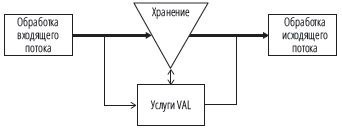 Обработка
входящего
потока
Хранение
Обработка
исходящего
потока
Услуги VAL